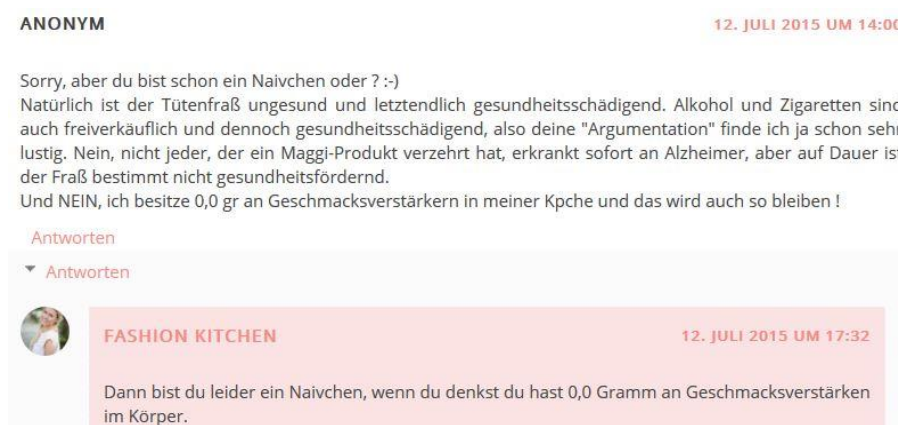 ANONYM
12. JULI 2015 UM 14:00
Sorry, aber du bist schon ein Naivchen oder ? :-)
Natürlich ist der Tütenfraß ungesund und letztendlich gesundheitsschädigend. Alkohol und Zigaretten sind
auch freiverkäuflich und dennoch gesundheitsschädigend, also deine "Argumentation" finde ich ja schon sehr
lustig. Nein, nicht jeder, der ein Maggi-Produkt verzehrt hat, erkrankt sofort an Alzheimer, aber auf Dauer ist
der Fraß bestimmt nicht gesundheitsfördernd.
Und NEIN, ich besitze 0,0 gr an Geschmacksverstärkern in meiner Kpche und das wird auch so bleiben !
Antworten
Antworten
FASHION KITCHEN
12. JULI 2015 UM 17:32
Dann bist du leider ein Naivchen, wenn du denkst du hast 0,0 Gramm an Geschmacksverstärken
im Körper.